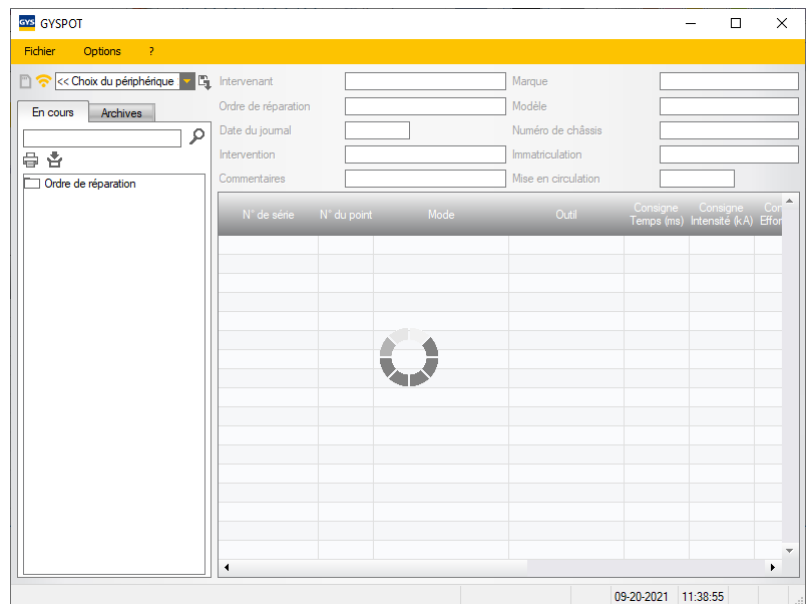 GYS GYSPOT
Fichier Options ?
<< Choix du périphérique
En cours Archives
Ordre de réparation
Intervenant
Ordre de réparation
Date du journal
Intervention
Commentaires
Marque
Modèle
Numéro de châssis
Immatriculation
Mise en circulation
N° de série N° du point Mode Outil Consigne Temps (ms) Consigne Intensité (kA) Con Effor
09-20-2021 11:38:55